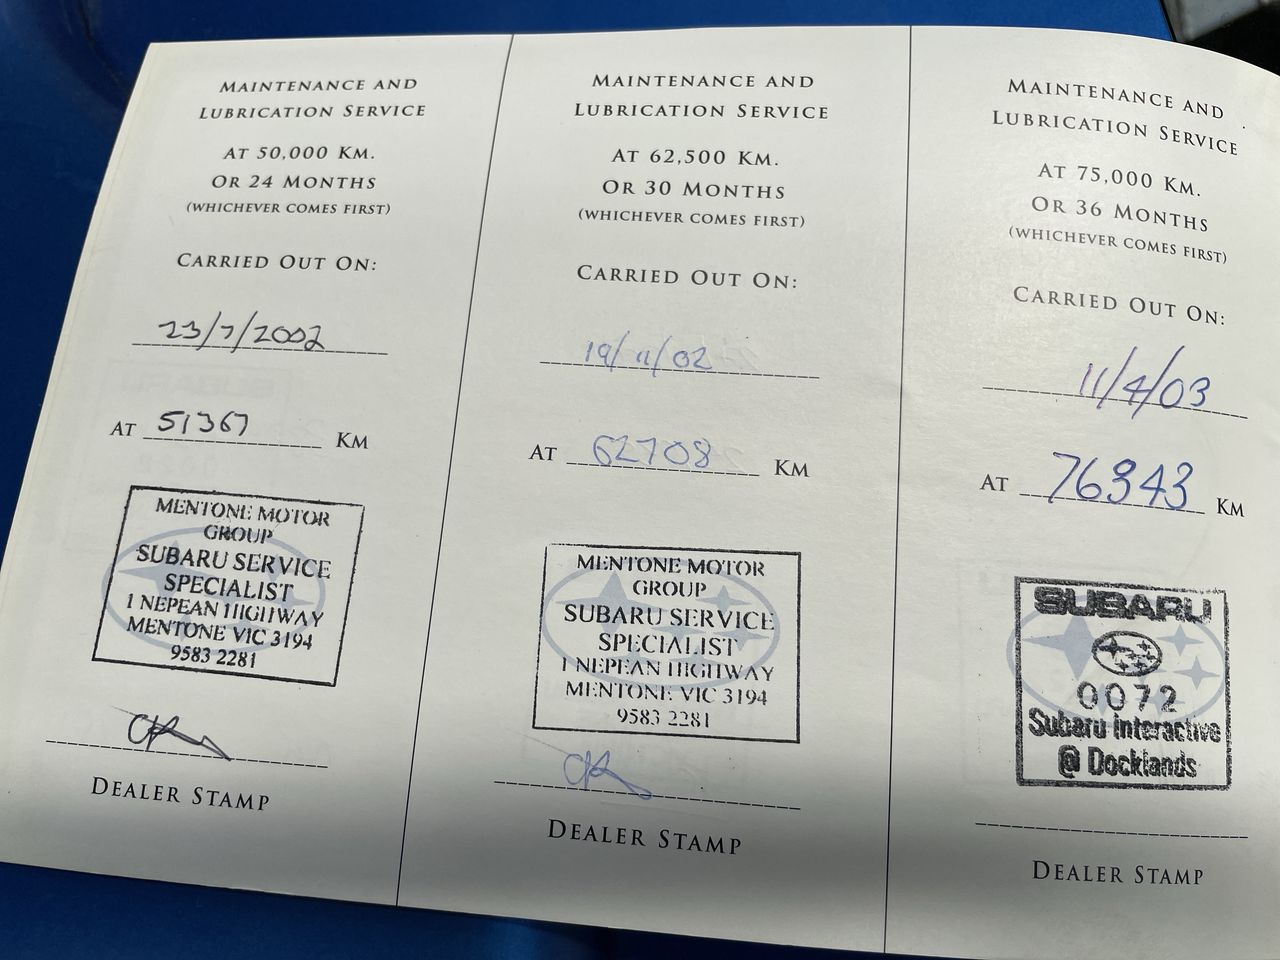 MAINTENANCE AND
LUBRICATION SERVICE
AT 50,000 KM.
OR 24 MONTHS
(WHICHEVER COMES FIRST)
CARRIED OUT ON:
23/7/2002
AT 51367 KM
MENTONE MOTOR
GROUP
SUBARU SERVICE
SPECIALIST
1 NEPEAN HIGHWAY
MENTONE VIC 3194
9583 2281
DEALER STAMP
MAINTENANCE AND
LUBRICATION SERVICE
AT 62,500 KM.
OR 30 MONTHS
(WHICHEVER COMES FIRST)
CARRIED OUT ON:
19/11/02
AT 62708 KM
MENTONE MOTOR
GROUP
SUBARU SERVICE
SPECIALIST
1 NEPEAN HIGHWAY
MENTONE VIC 3194
9583 2281
DEALER STAMP
MAINTENANCE AND
LUBRICATION SERVICE
AT 75,000 KM.
OR 36 MONTHS
(WHICHEVER COMES FIRST)
CARRIED OUT ON:
11/4/03
AT 76343 KM
SUBARU
0072
Subaru interactive
@ Docklands
DEALER STAMP